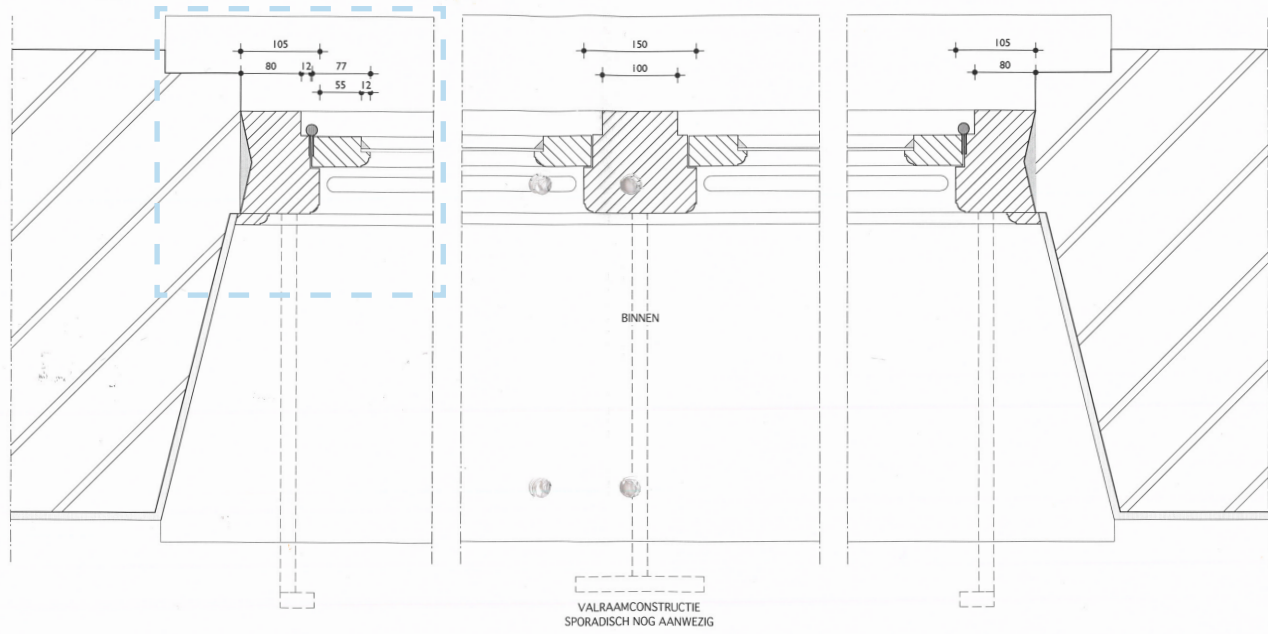 105 150 105
80 12 77 100 80
55 12
BINNEN
VALRAAMCONSTRUCTIE
SPORADISCH NOG AANWEZIG